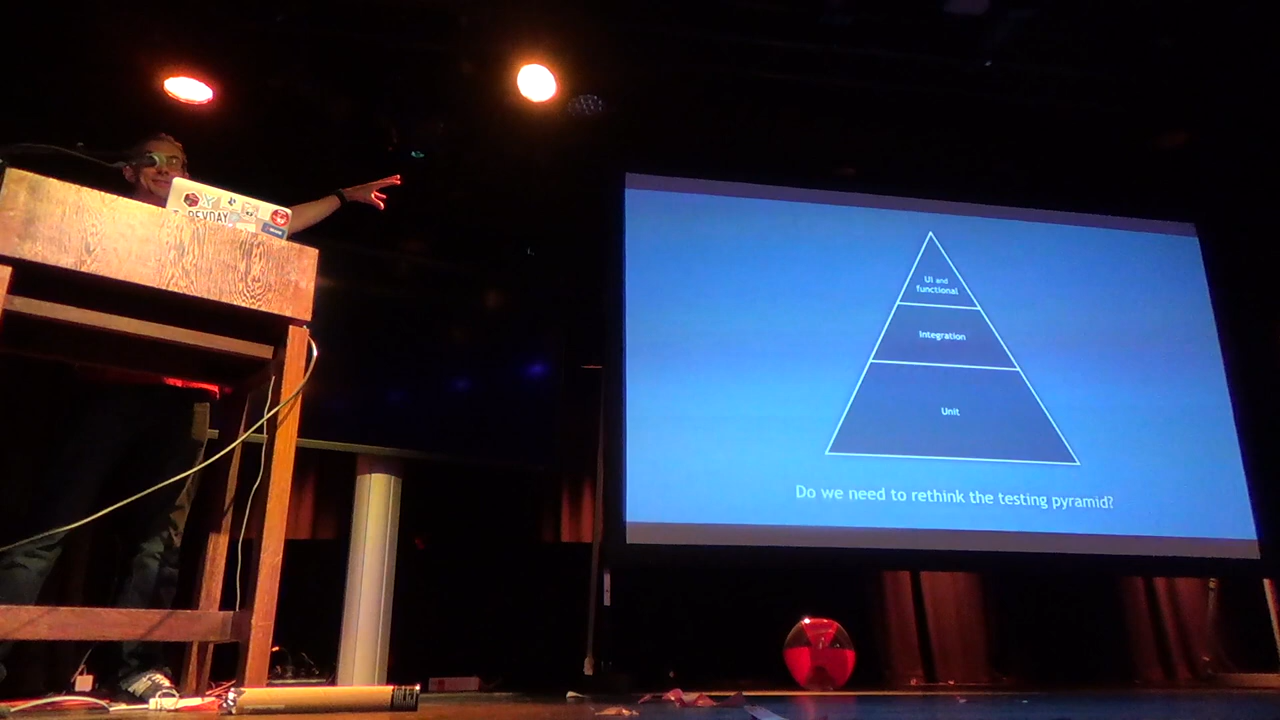 DEVDAY
UI and
functional
Integration
Unit
Do we need to rethink the testing pyramid?